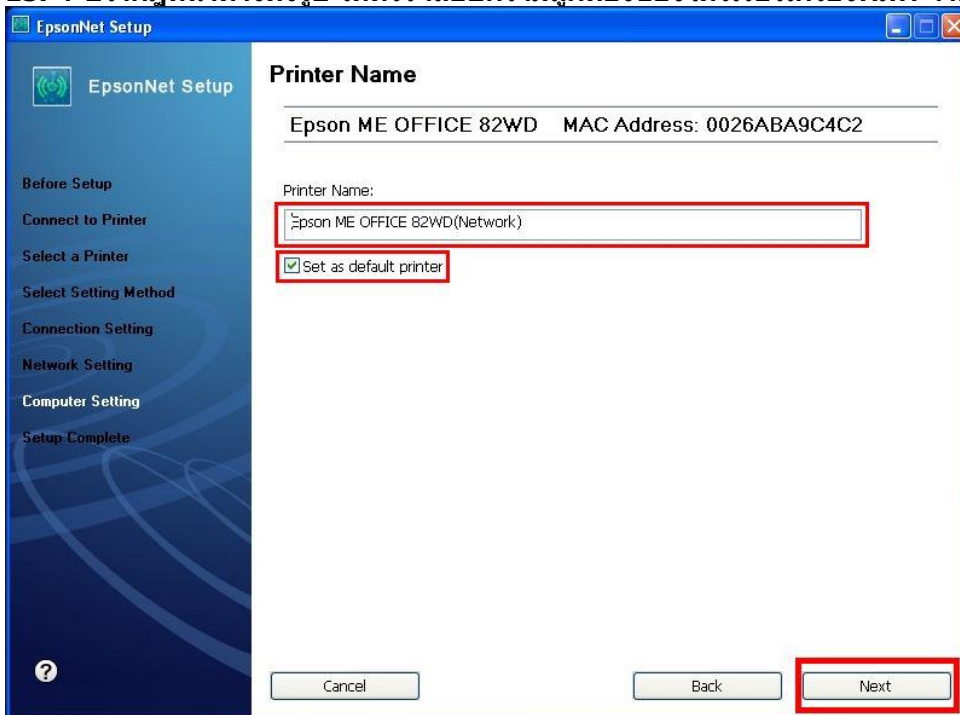 EpsonNet Setup
EpsonNet Setup
Printer Name
Epson ME OFFICE 82WD MAC Address: 0026ABA9C4C2
Before Setup
Connect to Printer
Select a Printer
Select Setting Method
Connection Setting
Network Setting
Computer Setting
Setup Complete
Printer Name:
Epson ME OFFICE 82WD(Network)
Set as default printer
?
Cancel
Back
Next